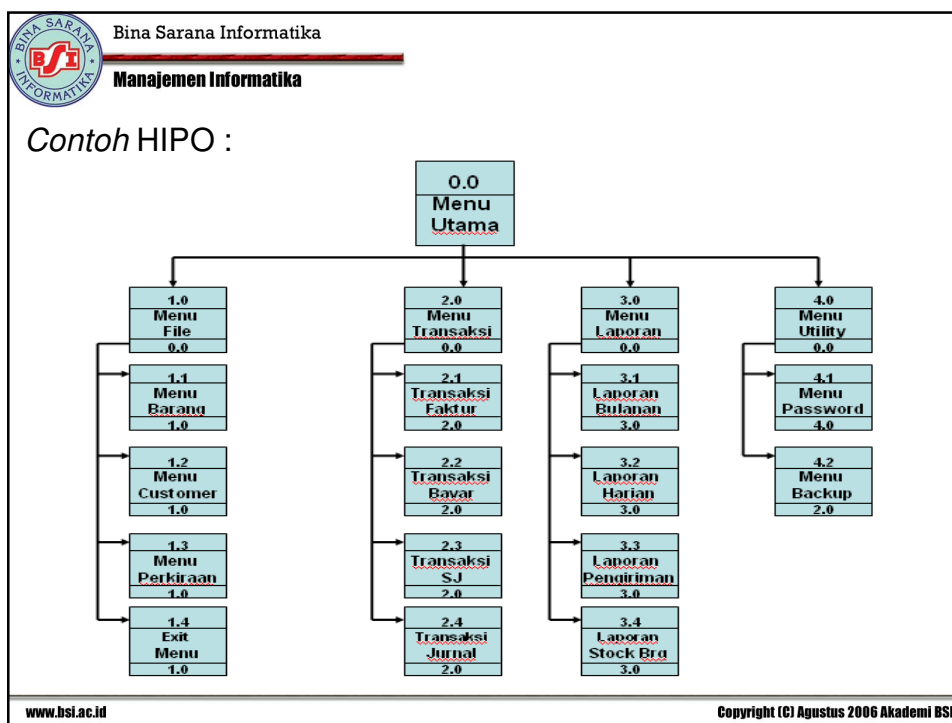 BINA SARANA
INFORMATIKA
BSI
Bina Sarana Informatika
Manajemen Informatika
Contoh HIPO :
0.0
Menu
Utama
1.0
Menu
File
0.0
1.1
Menu
Barang
1.0
1.2
Menu
Customer
1.0
1.3
Menu
Perkiraan
1.0
1.4
Exit
Menu
1.0
2.0
Menu
Transaksi
0.0
2.1
Transaksi
Faktur
2.0
2.2
Transaksi
Bayar
2.0
2.3
Transaksi
SJ
2.0
2.4
Transaksi
Jurnal
2.0
3.0
Menu
Laporan
0.0
3.1
Laporan
Bulanan
3.0
3.2
Laporan
Harian
3.0
3.3
Laporan
Pengiriman
3.0
3.4
Laporan
Stock Brg
3.0
4.0
Menu
Utility
0.0
4.1
Menu
Password
4.0
4.2
Menu
Backup
2.0
www.bsi.ac.id
Copyright (C) Agustus 2006 Akademi BSI